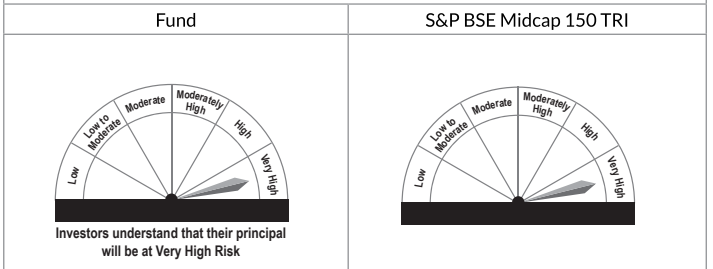 Fund
S&P BSE Midcap 150 TRI
Low
Low to
Moderate
Moderate
Moderately
High
High
Very High
Investors understand that their principal
will be at Very High Risk
Low
Low to
Moderate
Moderate
Moderately
High
High
Very High